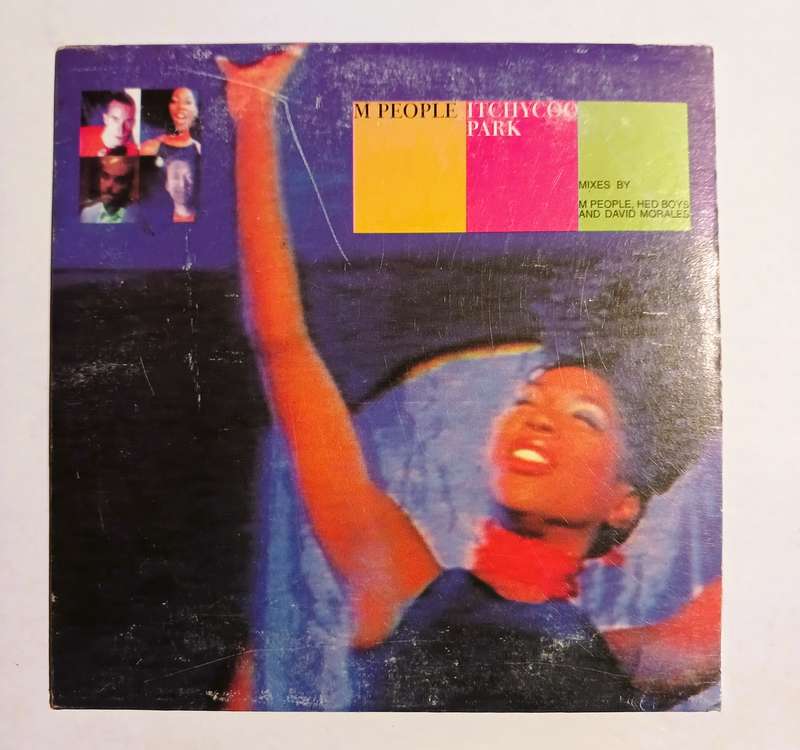 M PEOPLE
ITCHYCOO
PARK
MIXES BY
M PEOPLE, HED BOYS
AND DAVID MORALES